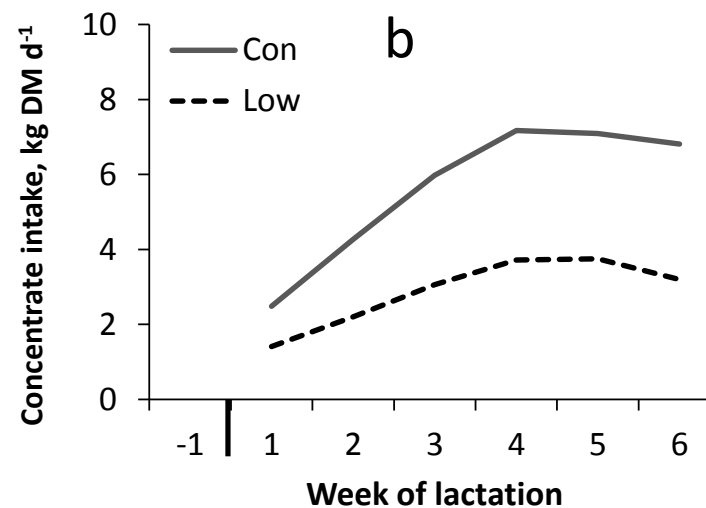 10
b
Con
8
Low
6
4
2
0
Concentrate intake, kg DM d⁻¹
-1 1 2 3 4 5 6
Week of lactation